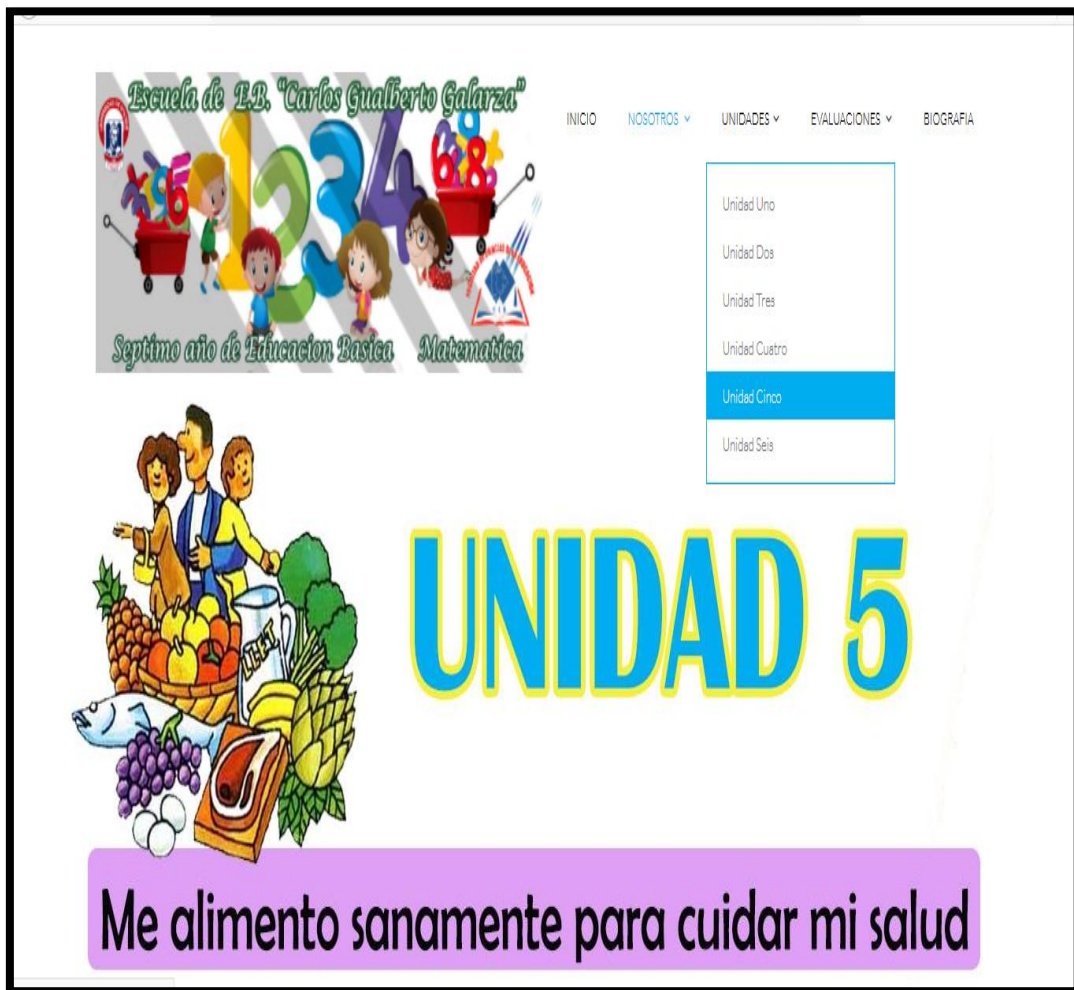 Escuela de E.B. "Carlos Gualberto Galarza"
1234
Septimo año de Educacion Basica Matematica
INICIO NOSOTROS UNIDADES EVALUACIONES BIOGRAFIA
Unidad Uno
Unidad Dos
Unidad Tres
Unidad Cuatro
Unidad Cinco
Unidad Seis
UNIDAD 5
Me alimento sanamente para cuidar mi salud